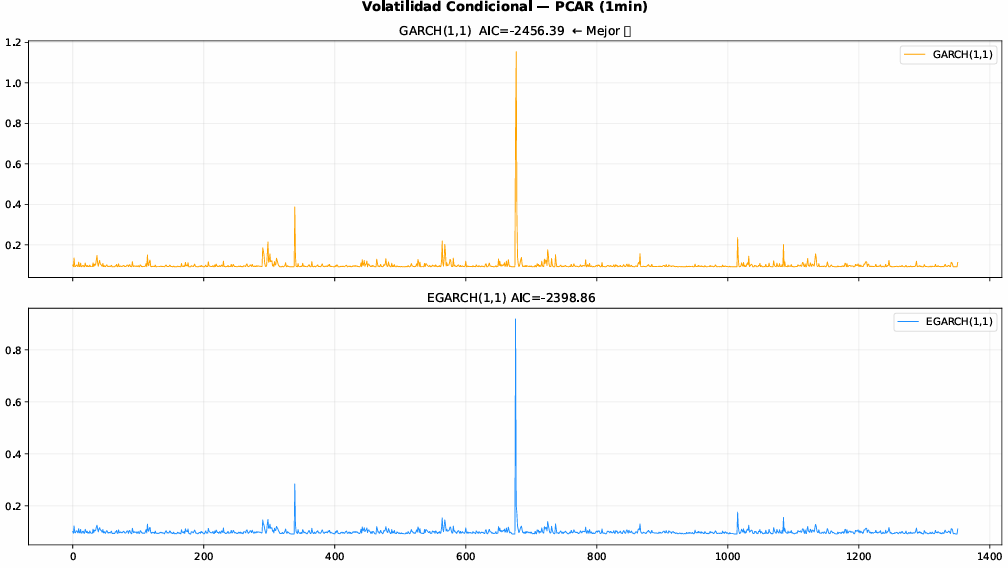 Volatilidad Condicional — PCAR (1min)
GARCH(1,1)  AIC=-2456.39 ← Mejor
GARCH(1,1)
1.2
1.0
0.8
0.6
0.4
0.2
0 200 400 600 800 1000 1200 1400
EGARCH(1,1) AIC=-2398.86
EGARCH(1,1)
0.8
0.6
0.4
0.2